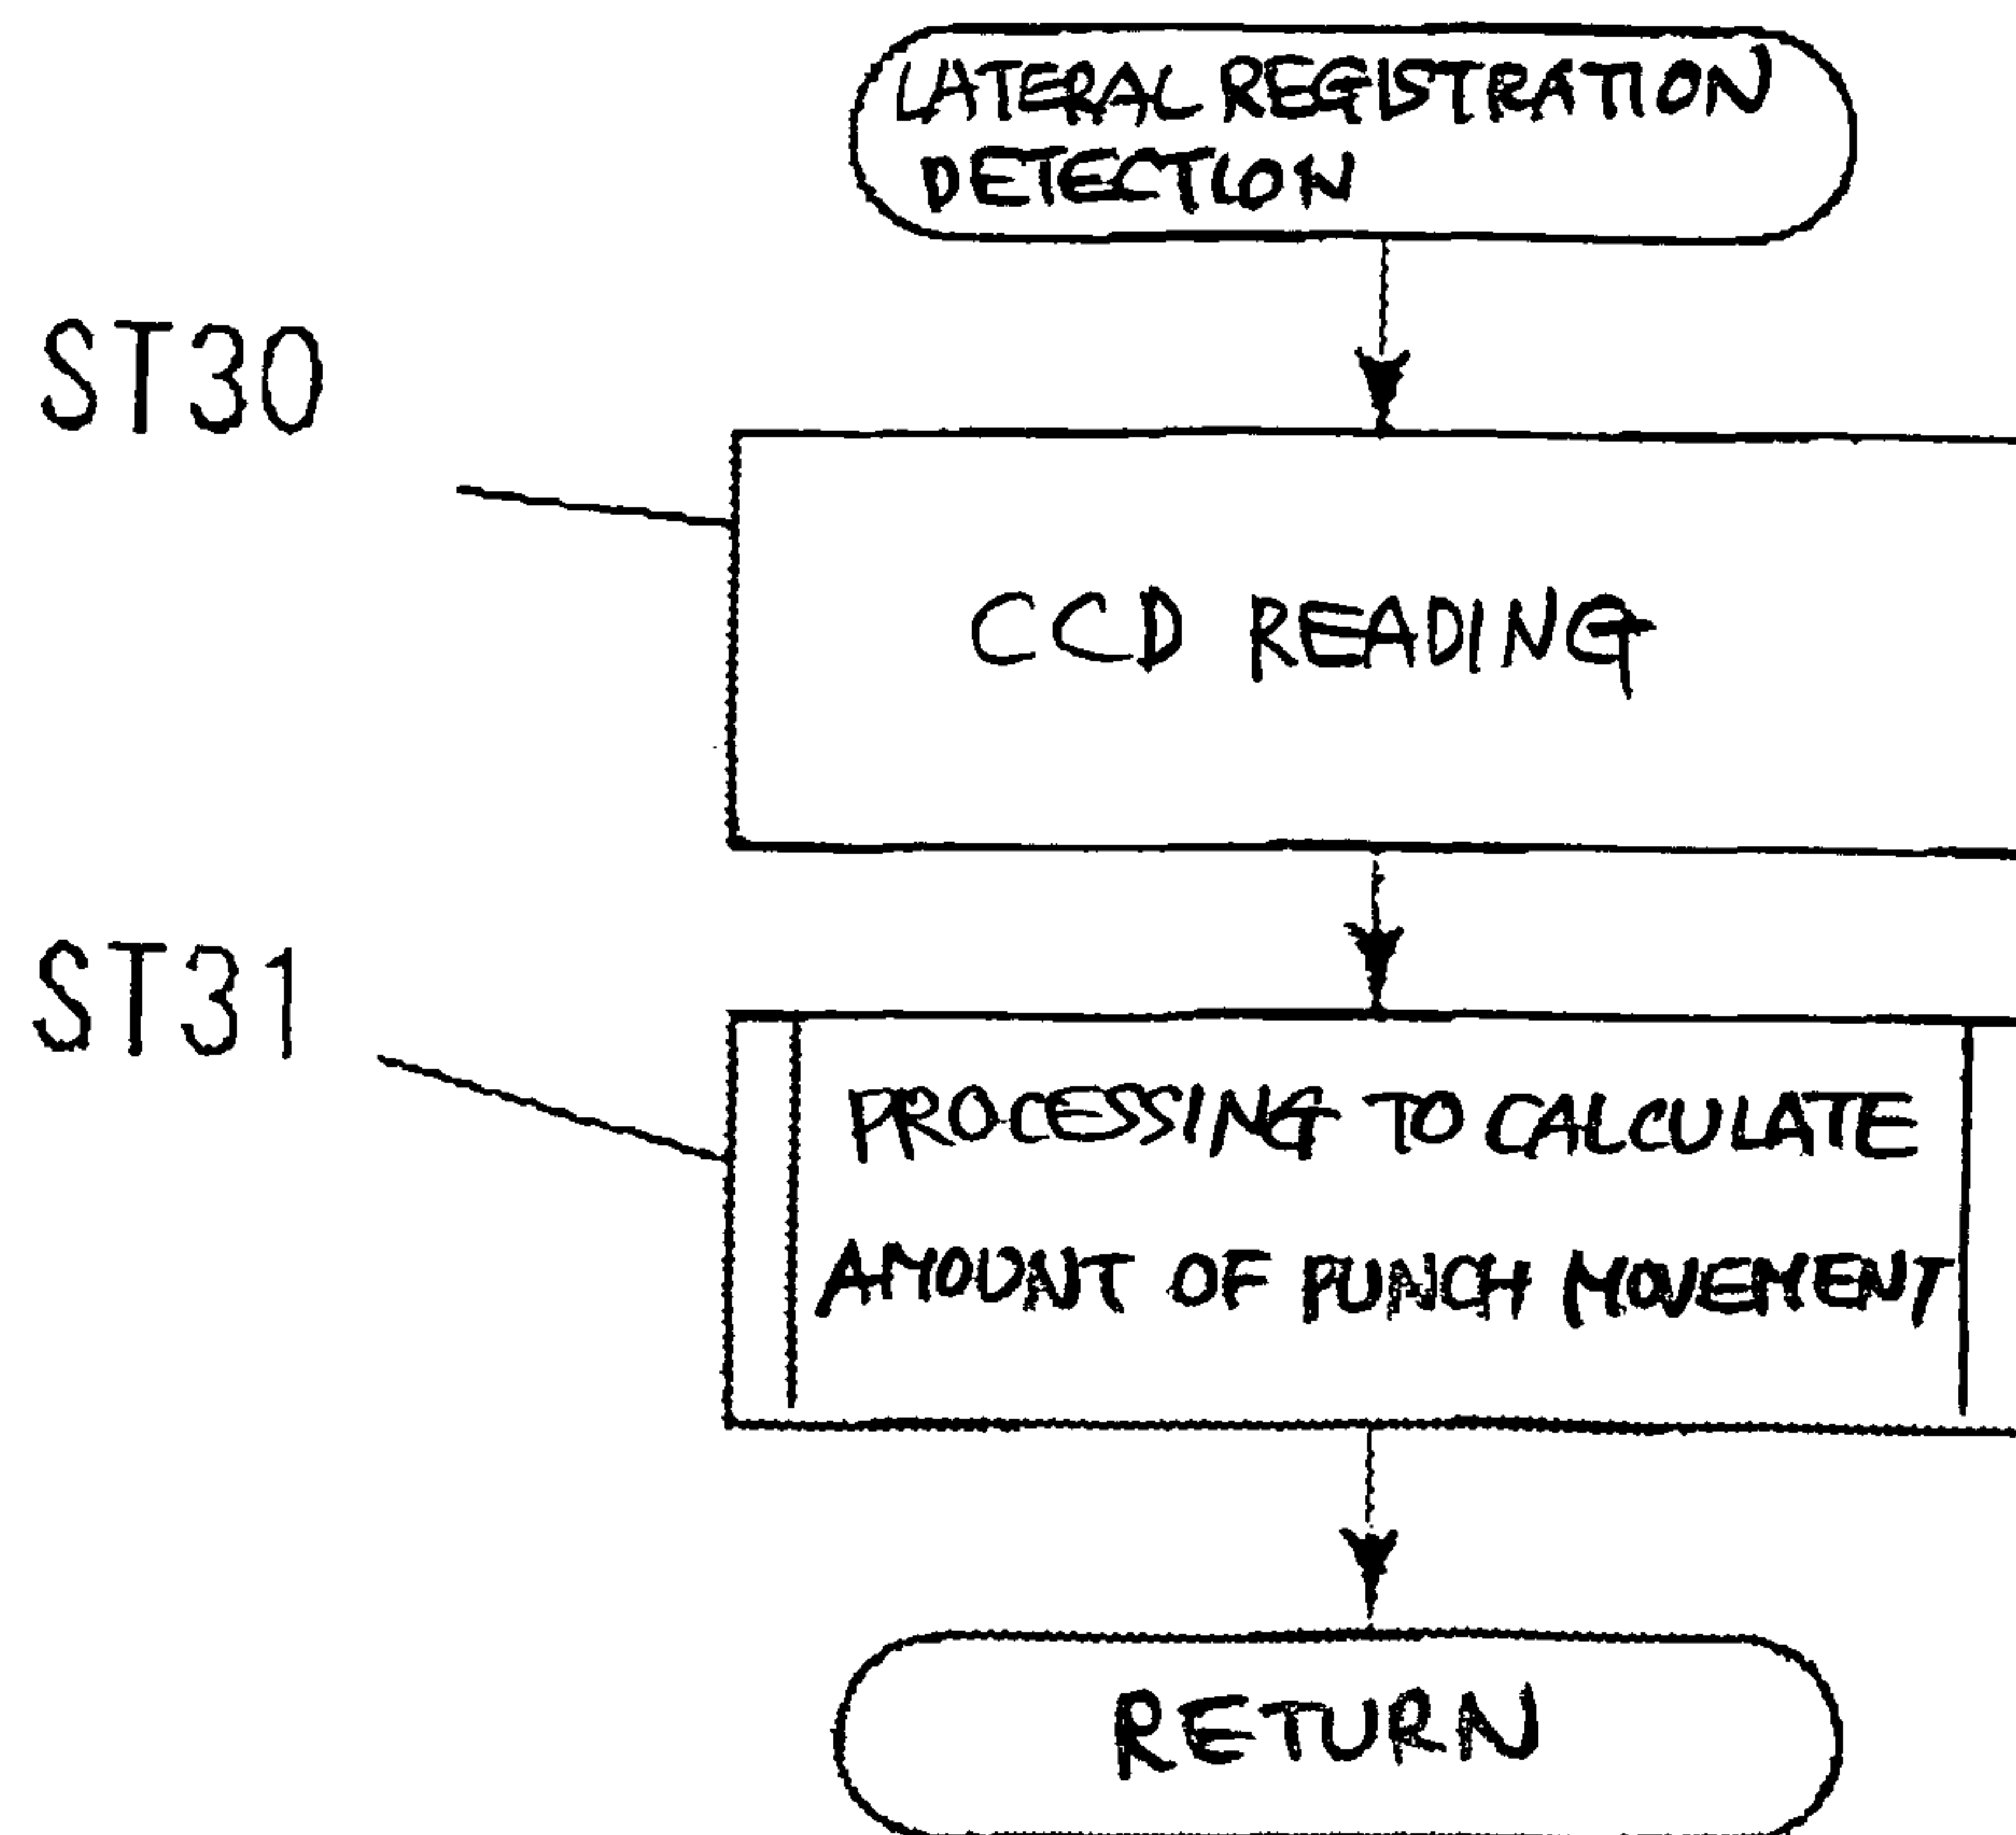 LATERAL REGISTRATION
DETECTION
ST30
CCD READING
ST31
PROCESSING TO CALCULATE
AMOUNT OF PUNCH MOVEMENT
RETURN